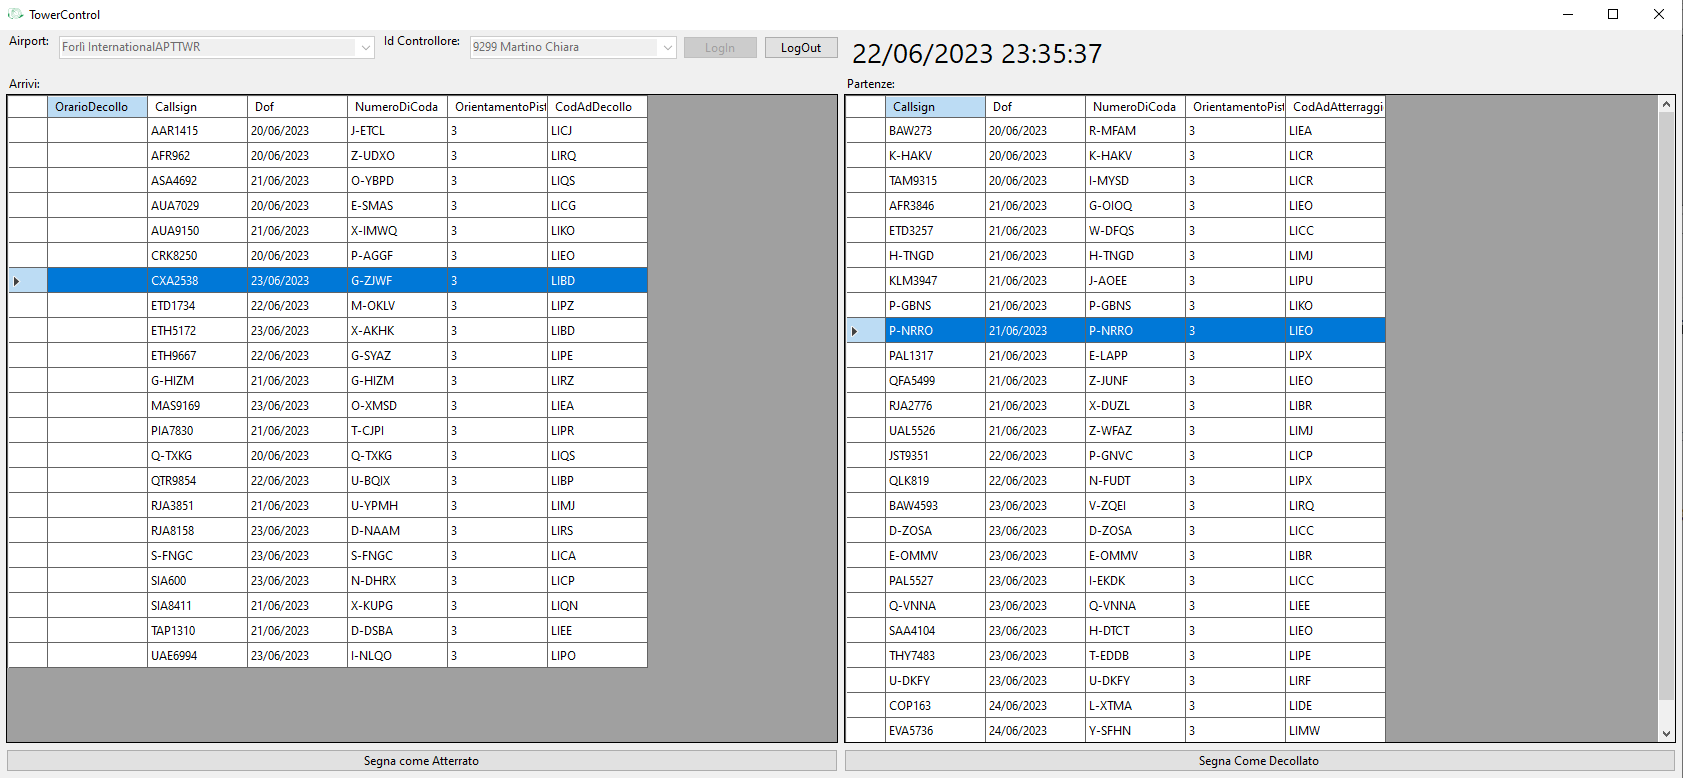 TowerControl
Airport: Forlì InternationalAPTTWR Id Controllore: 9299 Martino Chiara LogIn LogOut 22/06/2023 23:35:37
Arrivi:
OrarioDecollo Callsign Dof NumeroDiCoda OrientamentoPist CodAdDecollo
AAR1415 20/06/2023 J-ETCL 3 LICJ
AFR962 20/06/2023 Z-UDXO 3 LIRQ
ASA4692 21/06/2023 O-YBPD 3 LIQS
AUA7029 20/06/2023 E-SMAS 3 LICG
AUA9150 21/06/2023 X-IMWQ 3 LIKO
CRK8250 20/06/2023 P-AGGF 3 LIEO
CXA2538 23/06/2023 G-ZJWF 3 LIBD
ETD1734 22/06/2023 M-OKLV 3 LIPZ
ETH5172 23/06/2023 X-AKHK 3 LIBD
ETH9667 22/06/2023 G-SYAZ 3 LIPE
G-HIZM 21/06/2023 G-HIZM 3 LIRZ
MAS9169 23/06/2023 O-XMSD 3 LIEA
PIA7830 21/06/2023 T-CJPI 3 LIPR
Q-TXKG 20/06/2023 Q-TXKG 3 LIQS
QTR9854 22/06/2023 U-BQIX 3 LIBP
RJA3851 21/06/2023 U-YPMH 3 LIMJ
RJA8158 23/06/2023 D-NAAM 3 LIRS
S-FNGC 23/06/2023 S-FNGC 3 LICA
SIA600 23/06/2023 N-DHRX 3 LICP
SIA8411 21/06/2023 X-KUPG 3 LIQN
TAP1310 21/06/2023 D-DSBA 3 LIEE
UAE6994 23/06/2023 I-NLQO 3 LIPO
Segna come Atterrato
Partenze:
Callsign Dof NumeroDiCoda OrientamentoPist CodAdAtterraggi
BAW273 20/06/2023 R-MFAM 3 LIEA
K-HAKV 20/06/2023 K-HAKV 3 LICR
TAM9315 20/06/2023 I-MYSD 3 LICR
AFR3846 21/06/2023 G-OIOQ 3 LIEO
ETD3257 21/06/2023 W-DFQS 3 LICC
H-TNGD 21/06/2023 H-TNGD 3 LIMJ
KLM3947 21/06/2023 J-AOEE 3 LIPU
P-GBNS 21/06/2023 P-GBNS 3 LIKO
P-NRRO 21/06/2023 P-NRRO 3 LIEO
PAL1317 21/06/2023 E-LAPP 3 LIPX
QFA5499 21/06/2023 Z-JUNF 3 LIEO
RJA2776 21/06/2023 X-DUZL 3 LIBR
UAL5526 21/06/2023 Z-WFAZ 3 LIMJ
JST9351 22/06/2023 P-GNVC 3 LICP
QLK819 22/06/2023 N-FUDT 3 LIPX
BAW4593 23/06/2023 V-ZQEI 3 LIRQ
D-ZOSA 23/06/2023 D-ZOSA 3 LICC
E-OMMV 23/06/2023 E-OMMV 3 LIBR
PAL5527 23/06/2023 I-EKDK 3 LICC
Q-VNNA 23/06/2023 Q-VNNA 3 LIEE
SAA4104 23/06/2023 H-DTCT 3 LIEO
THY7483 23/06/2023 T-EDDB 3 LIPE
U-DKFY 23/06/2023 U-DKFY 3 LIRF
COP163 24/06/2023 L-XTMA 3 LIDE
EVA5736 24/06/2023 Y-SFHN 3 LIMW
Segna Come Decollato